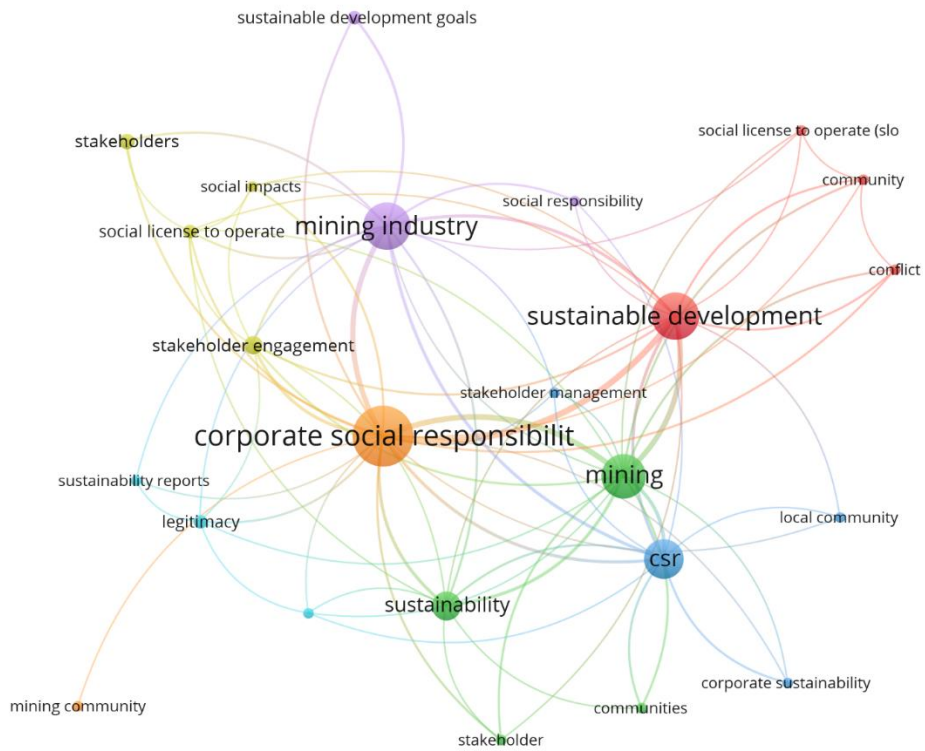 sustainable development goals
social license to operate (slo
stakeholders
community
social impacts
social responsibility
mining industry
social license to operate
conflict
sustainable development
stakeholder engagement
stakeholder management
corporate social responsibilit
mining
sustainability reports
legitimacy
local community
csr
sustainability
corporate sustainability
mining community
communities
stakeholder